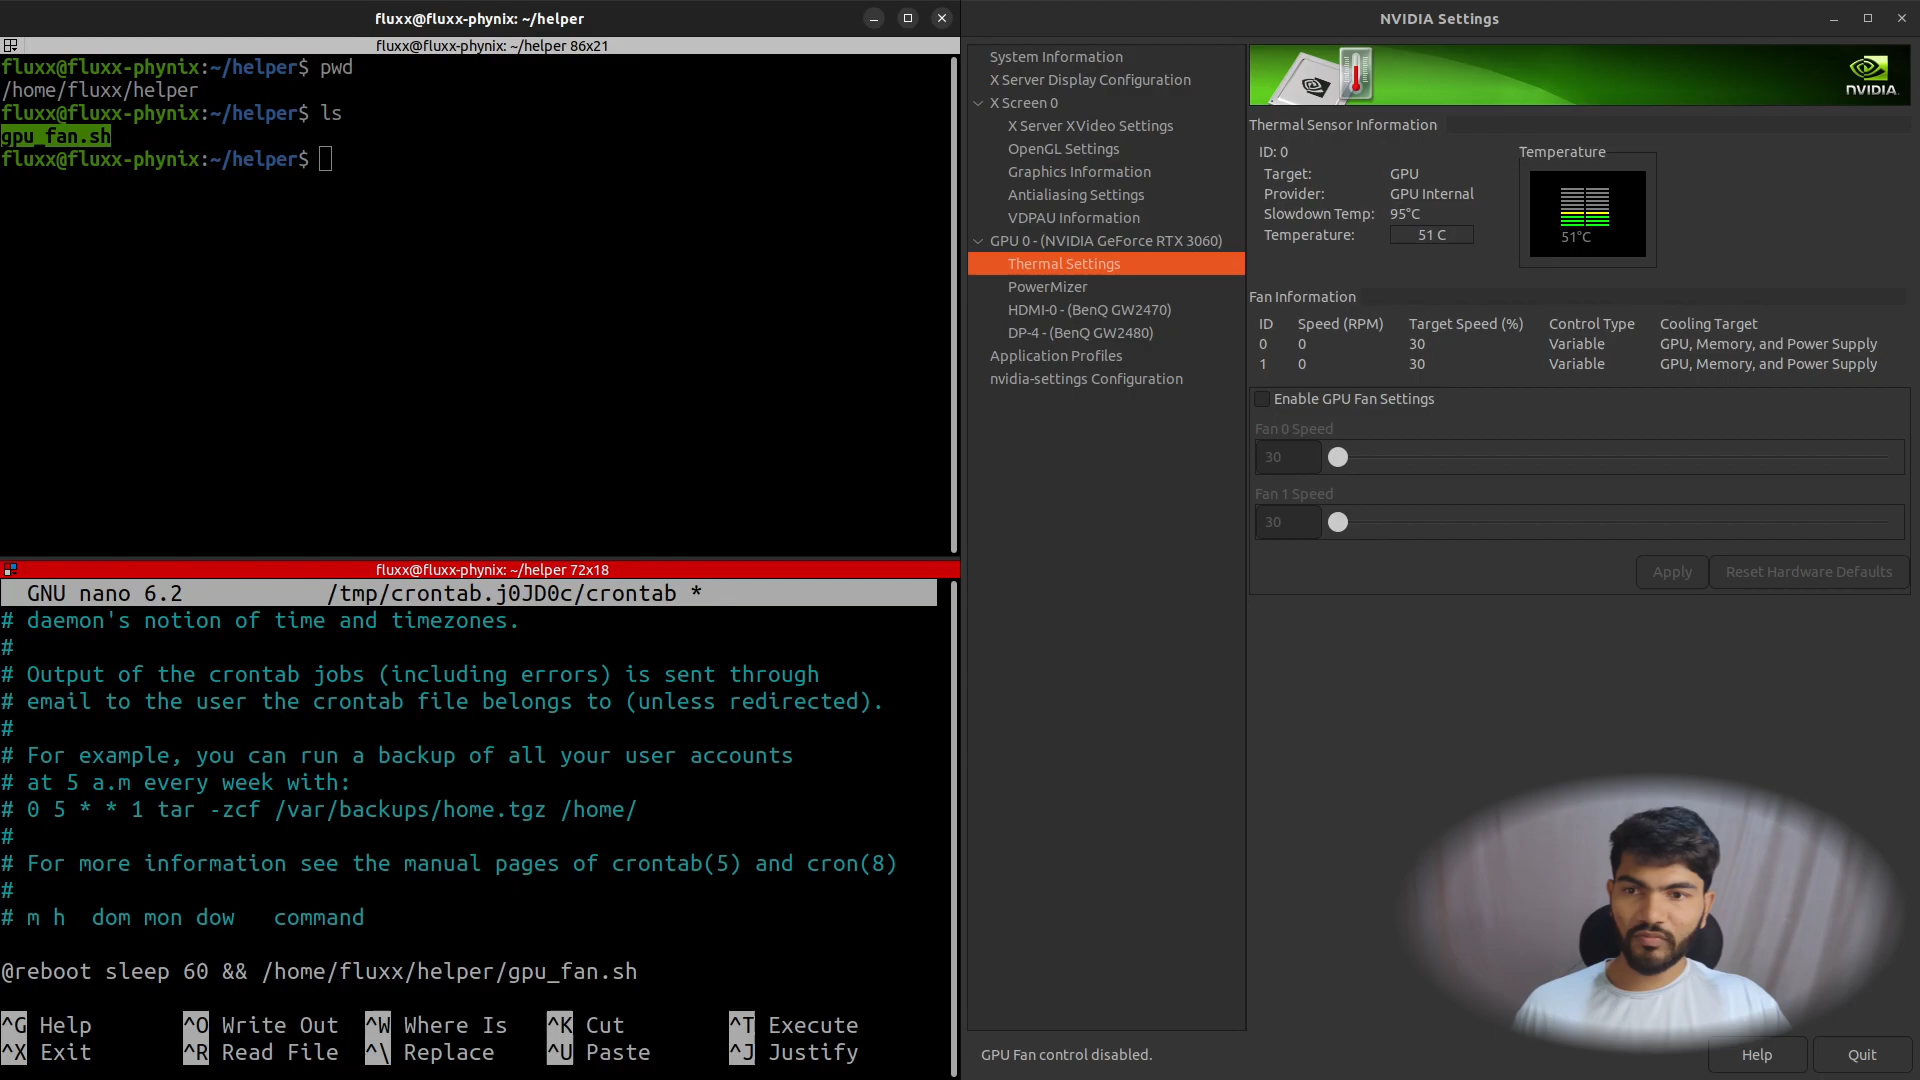 fluxx@fluxx-phynix: ~/helper
fluxx@fluxx-phynix: ~/helper 86x21
fluxx@fluxx-phynix:~/helper$ pwd
/home/fluxx/helper
fluxx@fluxx-phynix:~/helper$ ls
gpu_fan.sh
fluxx@fluxx-phynix:~/helper$
fluxx@fluxx-phynix: ~/helper 72x18
GNU nano 6.2 /tmp/crontab.j0JD0c/crontab *
# daemon's notion of time and timezones.
#
# Output of the crontab jobs (including errors) is sent through
# email to the user the crontab file belongs to (unless redirected).
#
# For example, you can run a backup of all your user accounts
# at 5 a.m every week with:
# 0 5 * * 1 tar -zcf /var/backups/home.tgz /home/
#
# For more information see the manual pages of crontab(5) and cron(8)
#
# m h  dom mon dow   command
@reboot sleep 60 && /home/fluxx/helper/gpu_fan.sh
^G Help ^O Write Out ^W Where Is ^K Cut ^T Execute
^X Exit ^R Read File ^\ Replace ^U Paste ^J Justify
NVIDIA Settings
System Information
X Server Display Configuration
X Screen 0
X Server XVideo Settings
OpenGL Settings
Graphics Information
Antialiasing Settings
VDPAU Information
GPU 0 - (NVIDIA GeForce RTX 3060)
Thermal Settings
PowerMizer
HDMI-0 - (BenQ GW2470)
DP-4 - (BenQ GW2480)
Application Profiles
nvidia-settings Configuration
NVIDIA.
Thermal Sensor Information
ID: 0
Target: GPU
Provider: GPU Internal
Slowdown Temp: 95°C
Temperature: 51 C
Temperature
51°C
Fan Information
ID Speed (RPM) Target Speed (%) Control Type Cooling Target
0 0 30 Variable GPU, Memory, and Power Supply
1 0 30 Variable GPU, Memory, and Power Supply
Enable GPU Fan Settings
Fan 0 Speed
30
Fan 1 Speed
30
Apply Reset Hardware Defaults
GPU Fan control disabled.
Help Quit